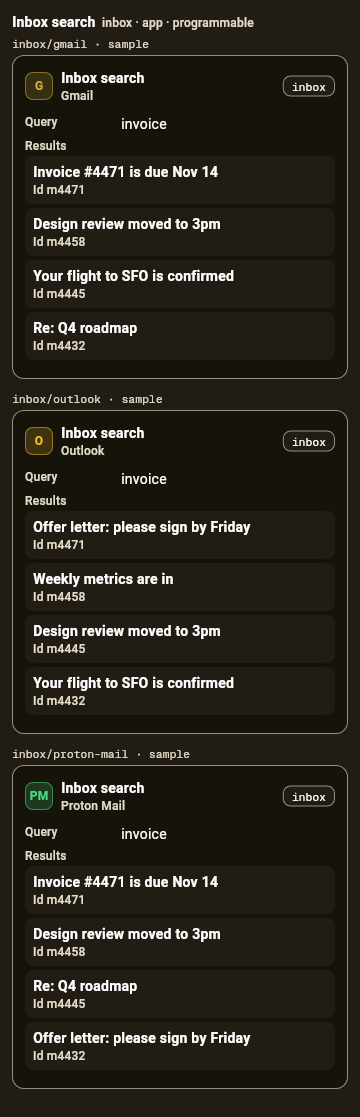 Inbox search inbox · app · programmable
inbox/gmail · sample
G
Inbox search
Gmail
inbox
Query invoice
Results
Invoice #4471 is due Nov 14
Id m4471
Design review moved to 3pm
Id m4458
Your flight to SFO is confirmed
Id m4445
Re: Q4 roadmap
Id m4432
inbox/outlook · sample
O
Inbox search
Outlook
inbox
Query invoice
Results
Offer letter: please sign by Friday
Id m4471
Weekly metrics are in
Id m4458
Design review moved to 3pm
Id m4445
Your flight to SFO is confirmed
Id m4432
inbox/proton-mail · sample
PM
Inbox search
Proton Mail
inbox
Query invoice
Results
Invoice #4471 is due Nov 14
Id m4471
Design review moved to 3pm
Id m4458
Re: Q4 roadmap
Id m4445
Offer letter: please sign by Friday
Id m4432